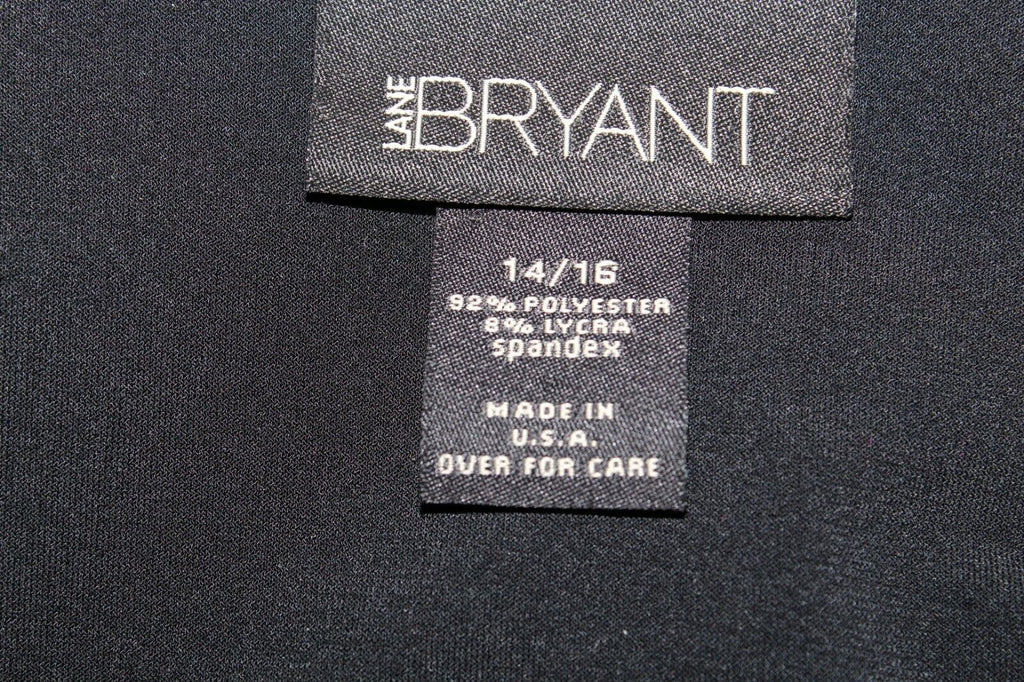 LANE BRYANT
14/16
92% POLYESTER
8% LYCRA
spandex
MADE IN
U.S.A.
OVER FOR CARE